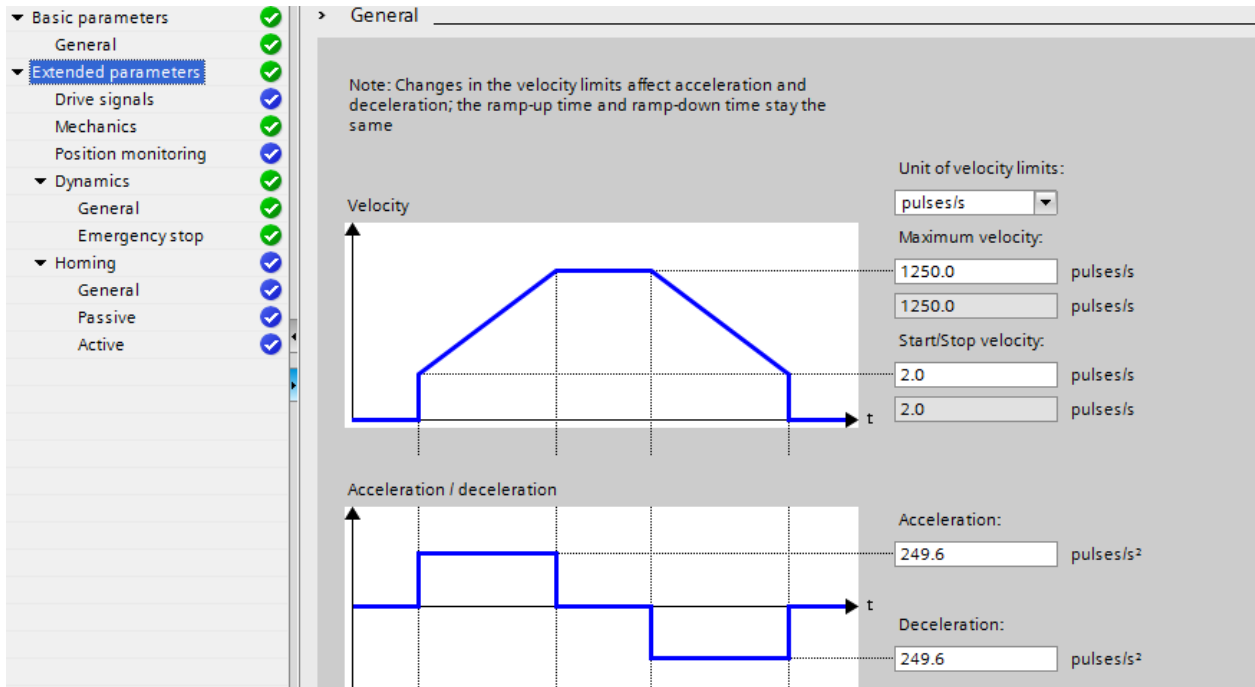 Basic parameters
General
Extended parameters
Drive signals
Mechanics
Position monitoring
Dynamics
General
Emergency stop
Homing
General
Passive
Active
> General
Note: Changes in the velocity limits affect acceleration and
deceleration; the ramp-up time and ramp-down time stay the
same
Unit of velocity limits:
pulses/s
Velocity
Maximum velocity:
1250.0 pulses/s
1250.0 pulses/s
Start/Stop velocity:
2.0 pulses/s
2.0 pulses/s
t
Acceleration / deceleration
Acceleration:
249.6 pulses/s²
t
Deceleration:
249.6 pulses/s²